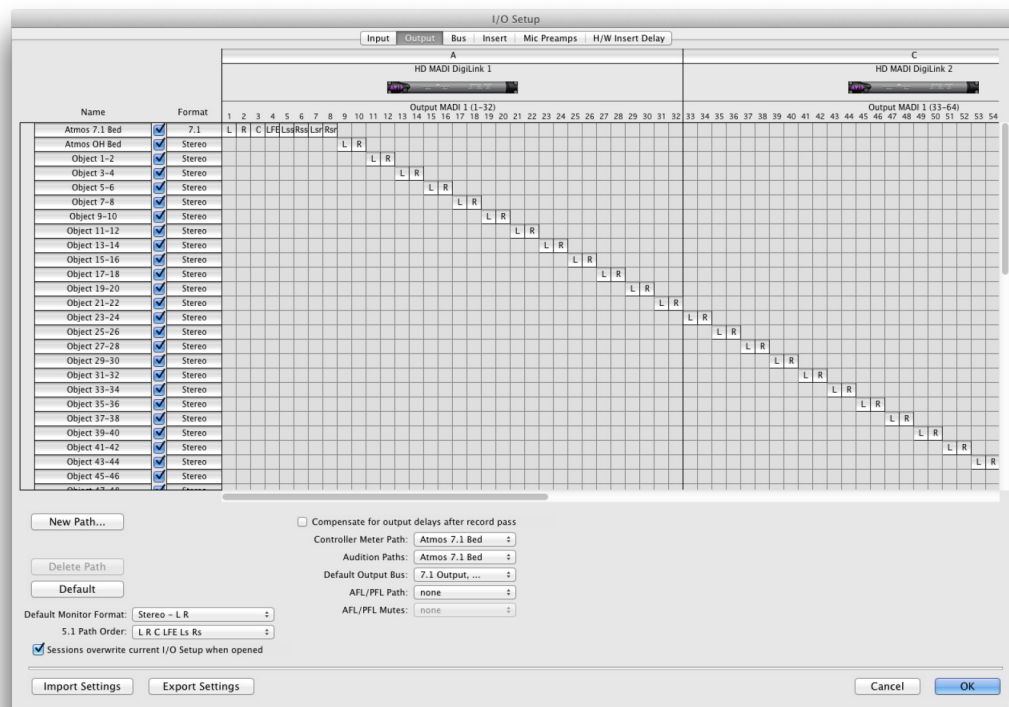 I/O Setup
Input Output Bus Insert Mic Preamps H/W Insert Delay
A C
HD MADI DigiLink 1 HD MADI DigiLink 2
Output MADI 1 (1-32) Output MADI 1 (33-64)
Name Format 1 2 3 4 5 6 7 8 9 10 11 12 13 14 15 16 17 18 19 20 21 22 23 24 25 26 27 28 29 30 31 32 33 34 35 36 37 38 39 40 41 42 43 44 45 46 47 48 49 50 51 52 53 54
Atmos 7.1 Bed 7.1 L R C LFE Lss Rss Lsr Rsr
Atmos OH Bed Stereo L R
Object 1-2 Stereo L R
Object 3-4 Stereo L R
Object 5-6 Stereo L R
Object 7-8 Stereo L R
Object 9-10 Stereo L R
Object 11-12 Stereo L R
Object 13-14 Stereo L R
Object 15-16 Stereo L R
Object 17-18 Stereo L R
Object 19-20 Stereo L R
Object 21-22 Stereo L R
Object 23-24 Stereo L R
Object 25-26 Stereo L R
Object 27-28 Stereo L R
Object 29-30 Stereo L R
Object 31-32 Stereo L R
Object 33-34 Stereo L R
Object 35-36 Stereo L R
Object 37-38 Stereo L R
Object 39-40 Stereo L R
Object 41-42 Stereo L R
Object 43-44 Stereo L R
Object 45-46 Stereo
Object 47-48 Stereo
New Path...
Delete Path
Default
Default Monitor Format: Stereo – L R
5.1 Path Order: L R C LFE Ls Rs
Sessions overwrite current I/O Setup when opened
Compensate for output delays after record pass
Controller Meter Path: Atmos 7.1 Bed
Audition Paths: Atmos 7.1 Bed
Default Output Bus: 7.1 Output, ...
AFL/PFL Path: none
AFL/PFL Mutes: none
Import Settings Export Settings Cancel OK